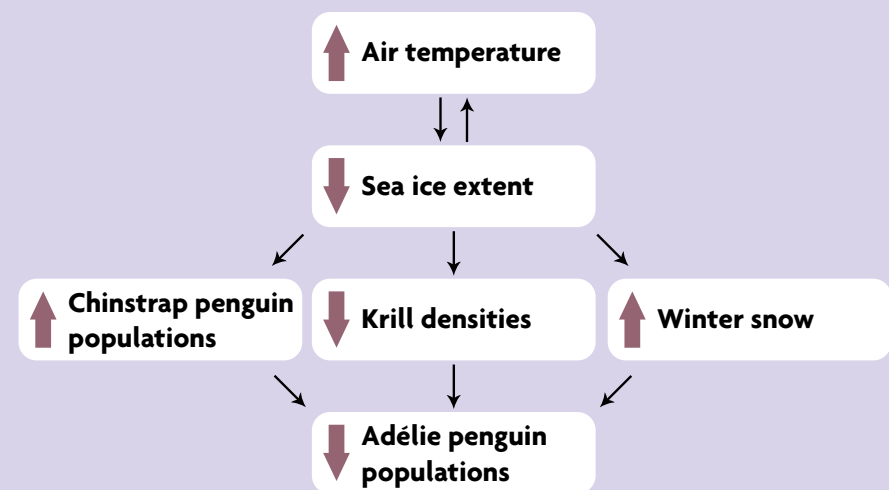 Air temperature
Sea ice extent
Chinstrap penguin
populations
Krill densities
Winter snow
Adélie penguin
populations